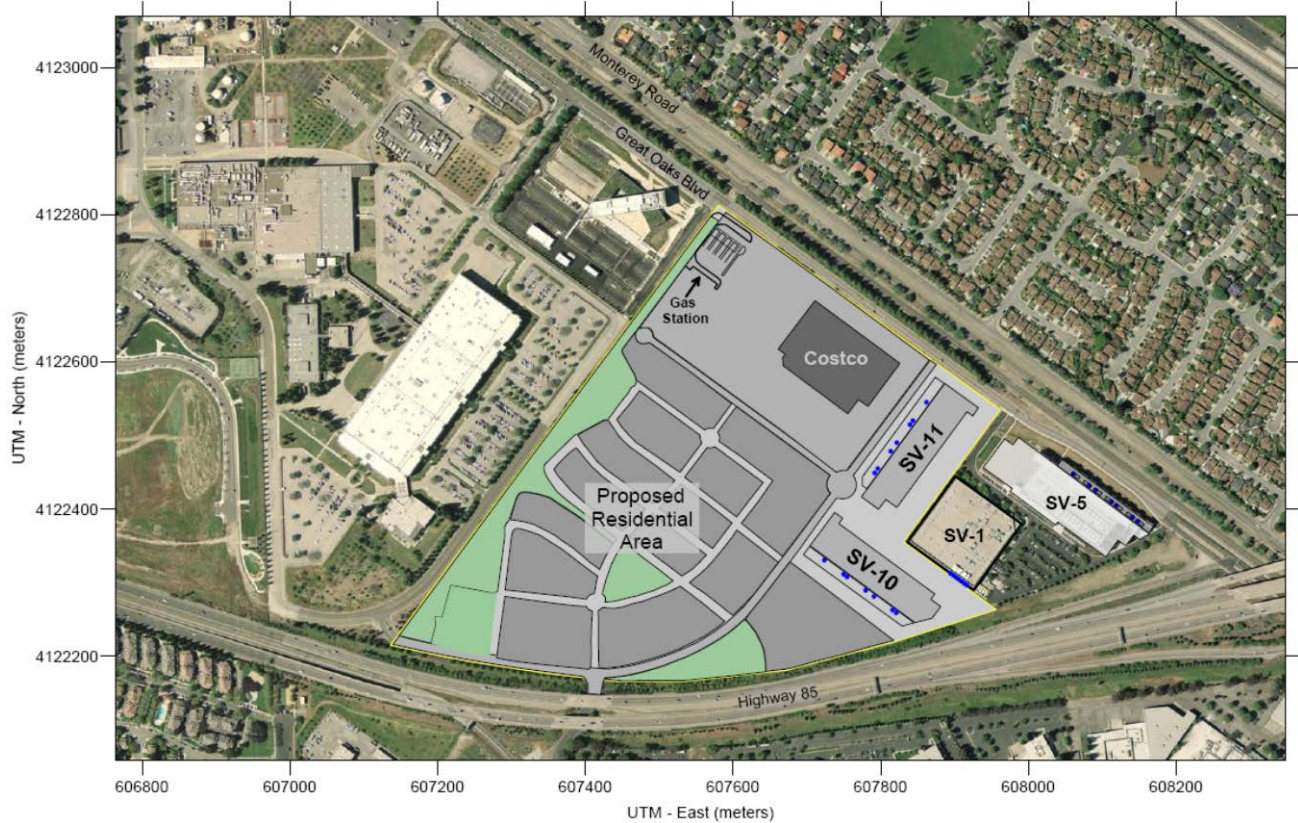 4123000
4122800
4122600
4122400
4122200
UTM - North (meters)
Monterey Road
Great Oaks Blvd
Gas
Station
Costco
SV-11
SV-5
SV-1
SV-10
Proposed
Residential
Area
Highway 85
606800
607000
607200
607400
607600
607800
608000
608200
UTM - East (meters)